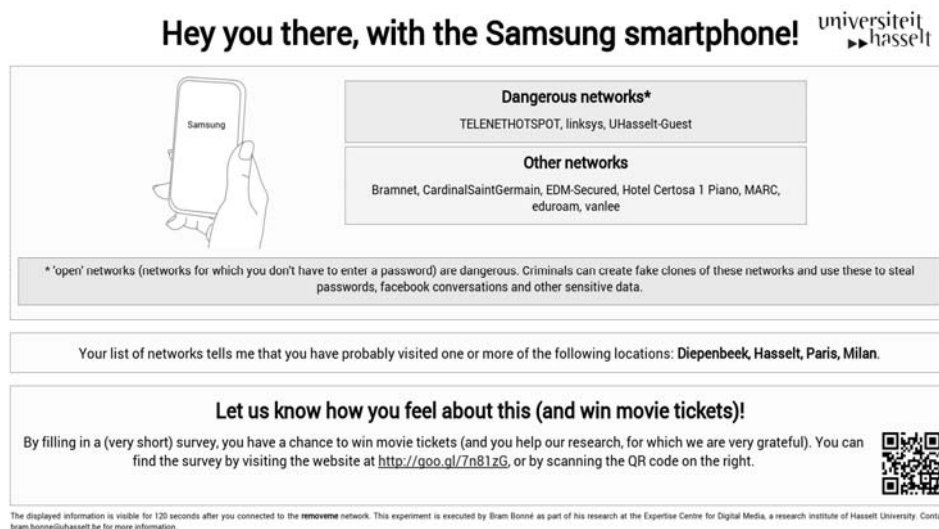 Hey you there, with the Samsung smartphone!
universiteit
hasselt
Samsung
Dangerous networks*
TELENETHOTSPOT, linksys, UHasselt-Guest
Other networks
Bramnet, CardinalSaintGermain, EDM-Secured, Hotel Certosa 1 Piano, MARC,
eduroam, vanlee
* 'open' networks (networks for which you don't have to enter a password) are dangerous. Criminals can create fake clones of these networks and use these to steal
passwords, facebook conversations and other sensitive data.
Your list of networks tells me that you have probably visited one or more of the following locations: Diepenbeek, Hasselt, Paris, Milan.
Let us know how you feel about this (and win movie tickets)!
By filling in a (very short) survey, you have a chance to win movie tickets (and you help our research, for which we are very grateful). You can
find the survey by visiting the website at http://goo.gl/7n81zG, or by scanning the QR code on the right.
The displayed information is visible for 120 seconds after you connected to the removeme network. This experiment is executed by Bram Bonné as part of his research at the Expertise Centre for Digital Media, a research institute of Hasselt University. Conta
bram.bonne@uhasselt.be for more information.